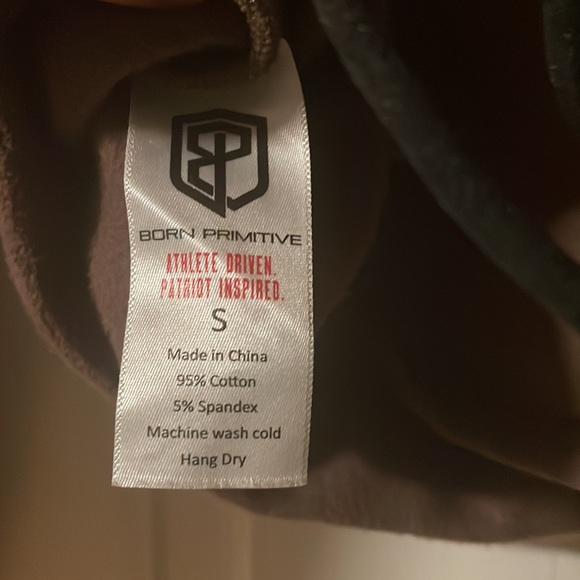 BORN PRIMITIVE
ATHLETE DRIVEN.
PATRIOT INSPIRED.
S
Made in China
95% Cotton
5% Spandex
Machine wash cold
Hang Dry